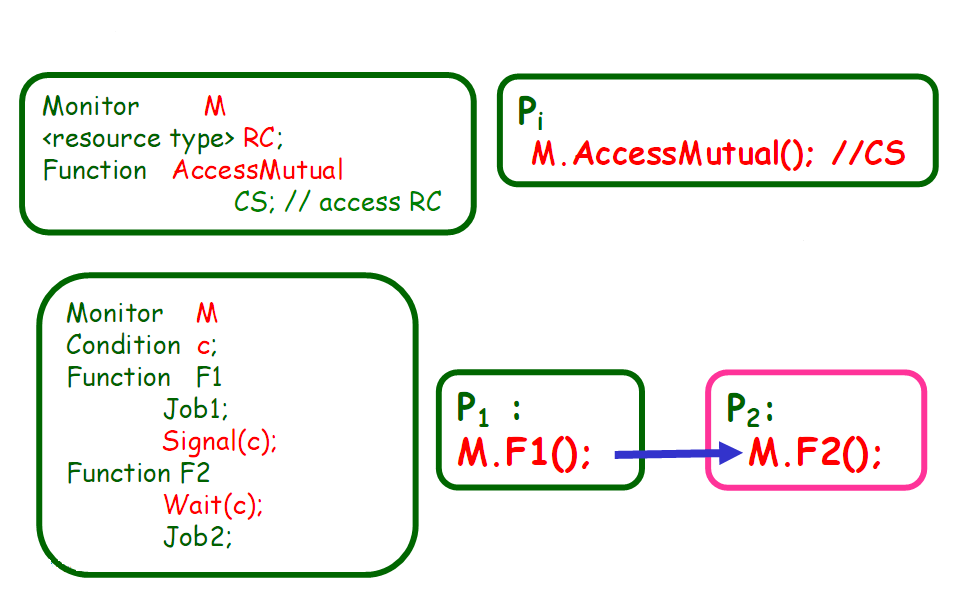 Monitor M
<resource type> RC;
Function AccessMutual
CS; // access RC
Pi
M.AccessMutual(); //CS
Monitor M
Condition c;
Function F1
Job1;
Signal(c);
Function F2
Wait(c);
Job2;
P1 :
M.F1();
P2:
M.F2();